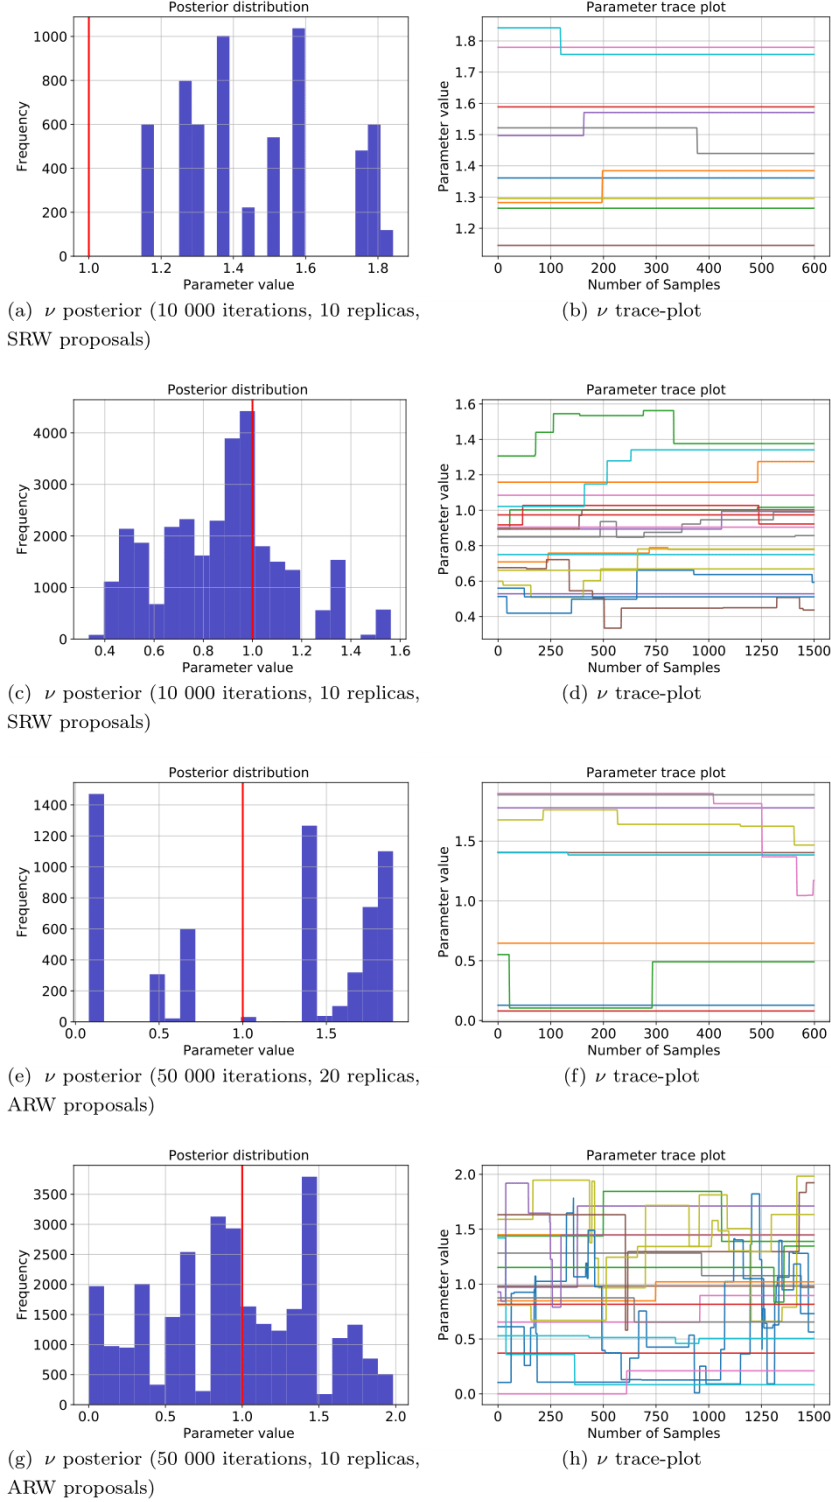 Posterior distribution
Parameter trace plot
1000
800
600
400
200
0
Frequency
1.0 1.2 1.4 1.6 1.8
Parameter value
1.8
1.7
1.6
1.5
1.4
1.3
1.2
Parameter value
0 100 200 300 400 500 600
Number of Samples
(a) ν posterior (10 000 iterations, 10 replicas,
SRW proposals)
(b) ν trace-plot
Posterior distribution
Parameter trace plot
4000
3000
2000
1000
0
Frequency
0.4 0.6 0.8 1.0 1.2 1.4 1.6
Parameter value
1.6
1.4
1.2
1.0
0.8
0.6
0.4
Parameter value
0 250 500 750 1000 1250 1500
Number of Samples
(c) ν posterior (10 000 iterations, 10 replicas,
SRW proposals)
(d) ν trace-plot
Posterior distribution
Parameter trace plot
1400
1200
1000
800
600
400
200
0
Frequency
0.0 0.5 1.0 1.5
Parameter value
1.5
1.0
0.5
0.0
Parameter value
0 100 200 300 400 500 600
Number of Samples
(e) ν posterior (50 000 iterations, 20 replicas,
ARW proposals)
(f) ν trace-plot
Posterior distribution
Parameter trace plot
3500
3000
2500
2000
1500
1000
500
0
Frequency
0.0 0.5 1.0 1.5 2.0
Parameter value
2.0
1.5
1.0
0.5
0.0
Parameter value
0 250 500 750 1000 1250 1500
Number of Samples
(g) ν posterior (50 000 iterations, 10 replicas,
ARW proposals)
(h) ν trace-plot